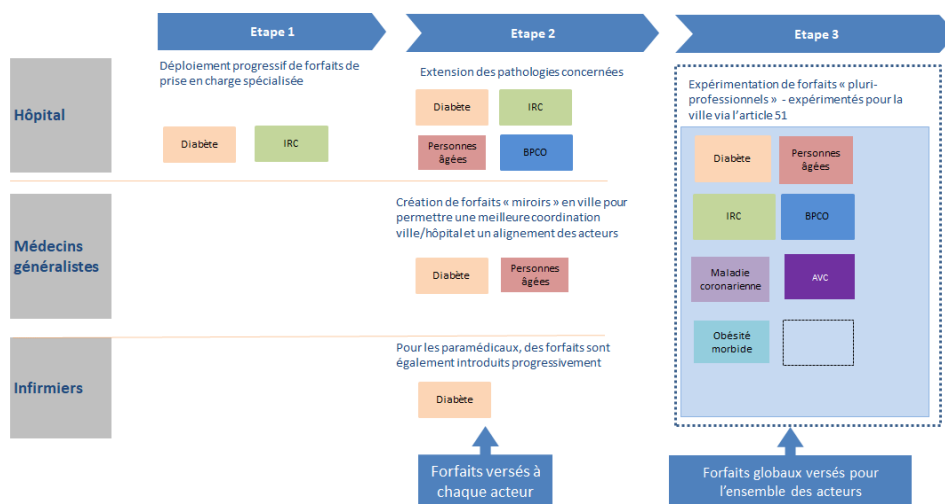 Etape 1
Etape 2
Etape 3
Hôpital
Déploiement progressif de forfaits de
prise en charge spécialisée
Diabète
IRC
Extension des pathologies concernées
Diabète
IRC
Personnes
âgées
BPCO
Médecins
généralistes
Création de forfaits « miroirs » en ville pour
permettre une meilleure coordination
ville/hôpital et un alignement des acteurs
Diabète
Personnes
âgées
Infirmiers
Pour les paramédicaux, des forfaits sont
également introduits progressivement
Diabète
Forfaits versés à
chaque acteur
Expérimentation de forfaits « pluri-
professionnels » - expérimentés pour la
ville via l'article 51
Diabète
Personnes
âgées
IRC
BPCO
Maladie
coronarienne
AVC
Obésité
morbide
Forfaits globaux versés pour
l'ensemble des acteurs